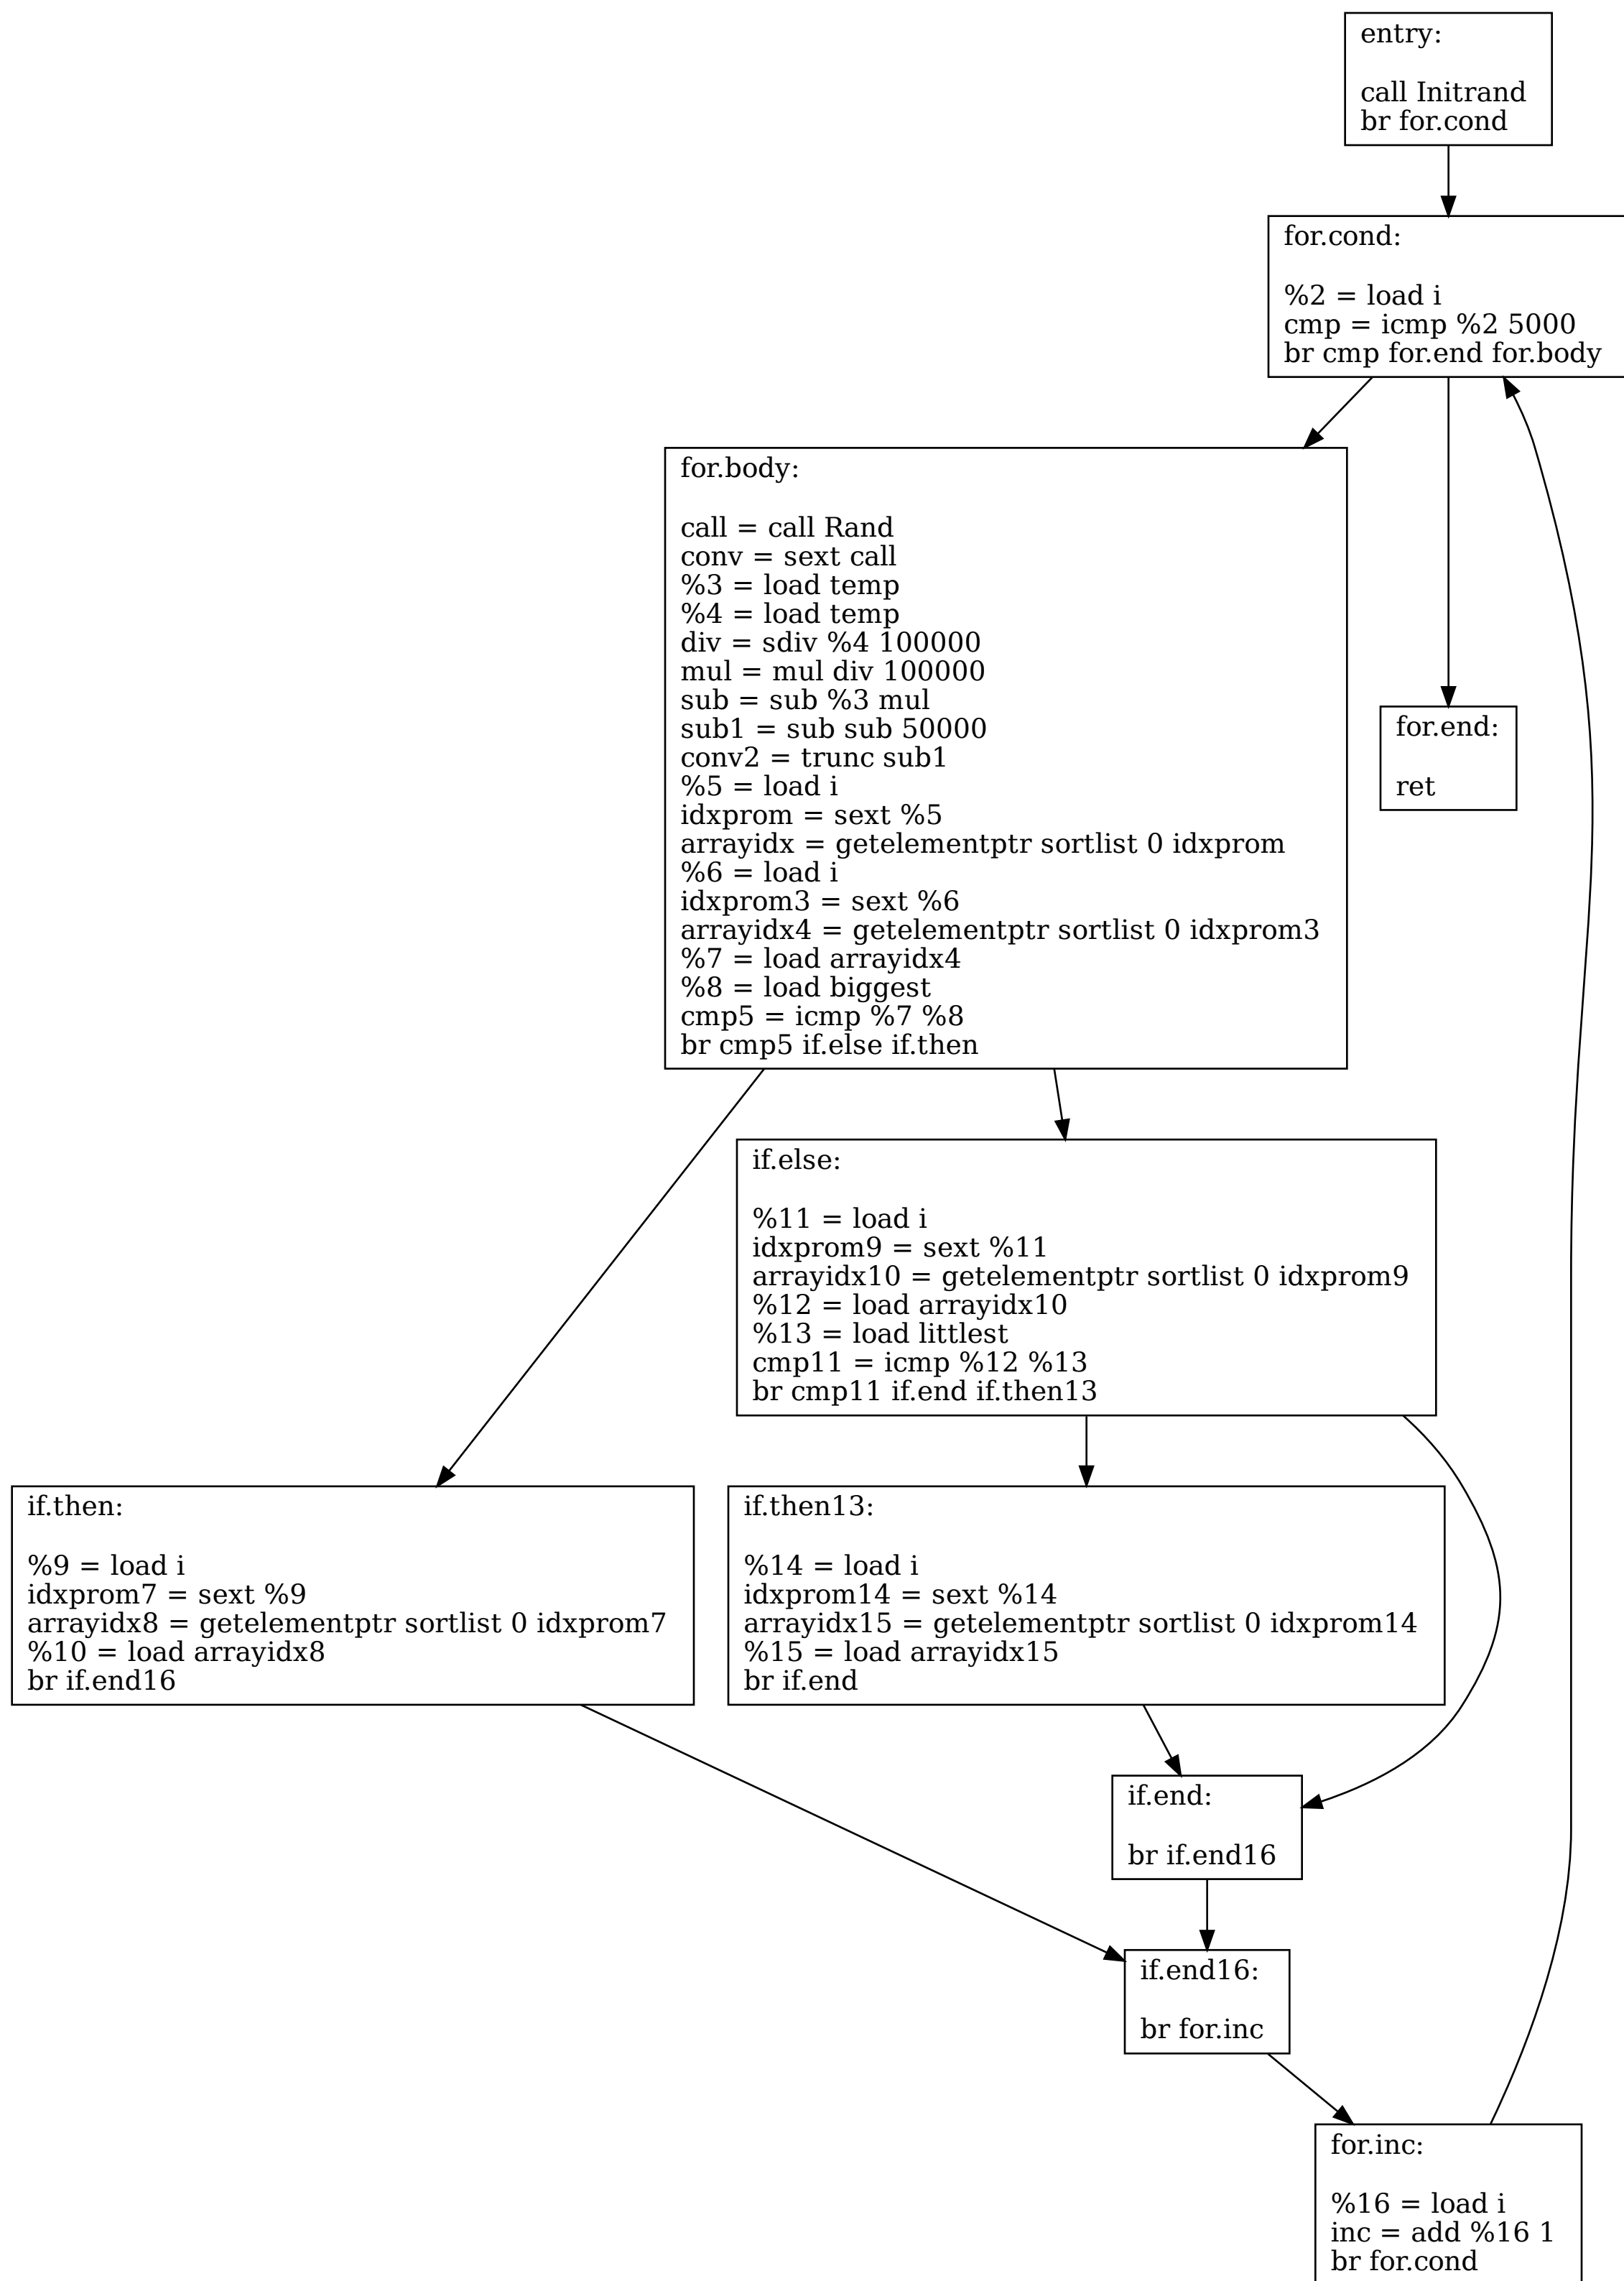 entry:
call Initrand
br for.cond
for.cond:
%2 = load i
cmp = icmp %2 5000
br cmp for.end for.body
for.body:
call = call Rand
conv = sext call
%3 = load temp
%4 = load temp
div = sdiv %4 100000
mul = mul div 100000
sub = sub %3 mul
sub1 = sub sub 50000
conv2 = trunc sub1
%5 = load i
idxprom = sext %5
arrayidx = getelementptr sortlist 0 idxprom
%6 = load i
idxprom3 = sext %6
arrayidx4 = getelementptr sortlist 0 idxprom3
%7 = load arrayidx4
%8 = load biggest
cmp5 = icmp %7 %8
br cmp5 if.else if.then
for.end:
ret
if.else:
%11 = load i
idxprom9 = sext %11
arrayidx10 = getelementptr sortlist 0 idxprom9
%12 = load arrayidx10
%13 = load littlest
cmp11 = icmp %12 %13
br cmp11 if.end if.then13
if.then:
%9 = load i
idxprom7 = sext %9
arrayidx8 = getelementptr sortlist 0 idxprom7
%10 = load arrayidx8
br if.end16
if.then13:
%14 = load i
idxprom14 = sext %14
arrayidx15 = getelementptr sortlist 0 idxprom14
%15 = load arrayidx15
br if.end
if.end:
br if.end16
if.end16:
br for.inc
for.inc:
%16 = load i
inc = add %16 1
br for.cond